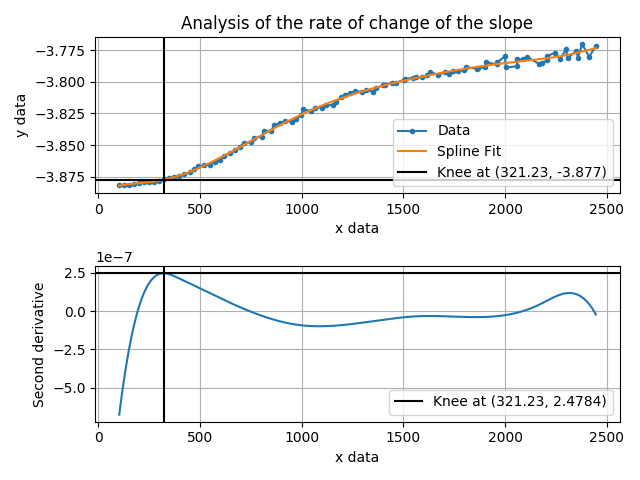 Analysis of the rate of change of the slope
−3.775
−3.800
−3.825
−3.850
−3.875
y data
Data
Spline Fit
Knee at (321.23, -3.877)
0 500 1000 1500 2000 2500
x data
1e−7
2.5
0.0
−2.5
−5.0
Second derivative
Knee at (321.23, 2.4784)
0 500 1000 1500 2000 2500
x data